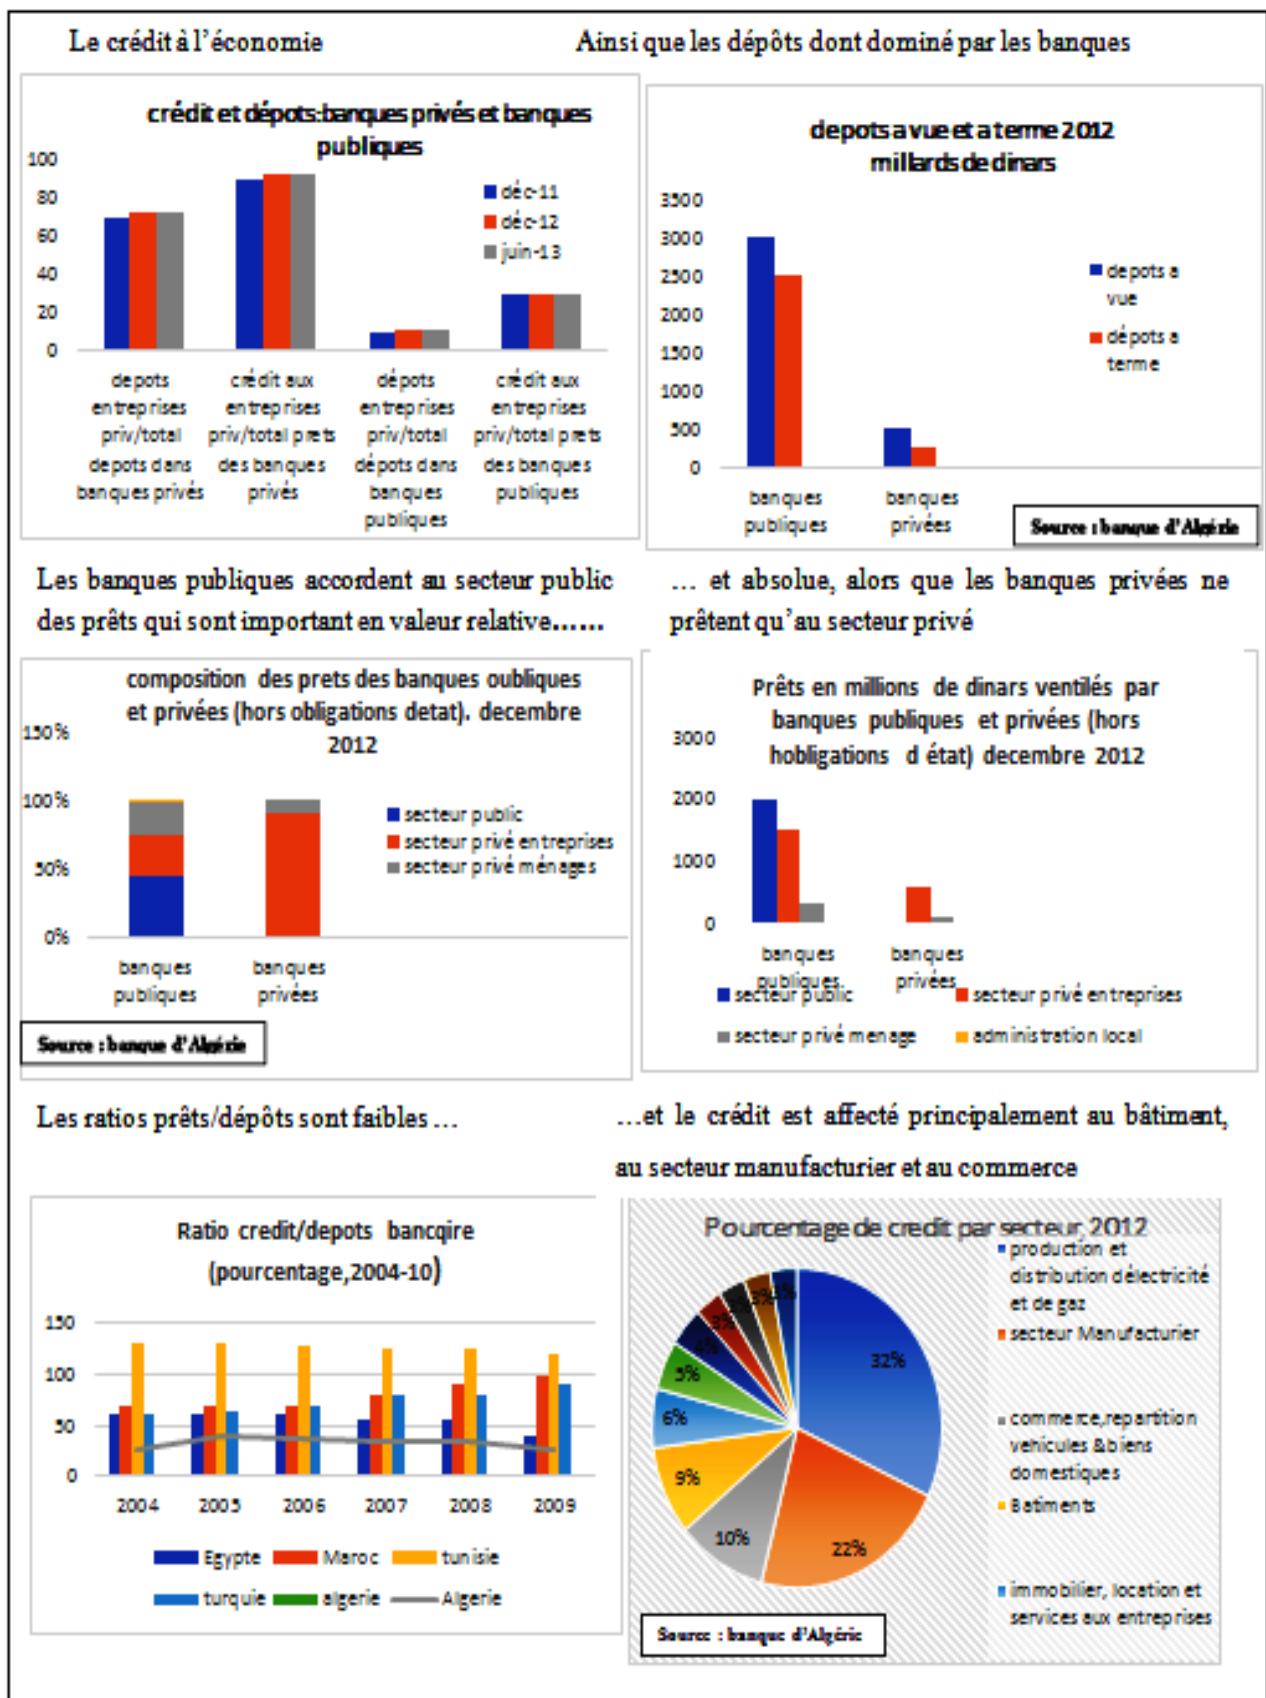 Le crédit à l'économie
Ainsi que les dépôts dont dominé par les banques
crédit et dépots:banques privés et banques
publiques
100
80
60
40
20
0
déc-11
déc-12
juin-13
depots
entreprises
priv/total
depots dans
banques privés
crédit aux
entreprises
priv/total prets
des banques
privés
dépots
entreprises
priv/total
dépots dans
banques
publiques
crédit aux
entreprises
priv/total prets
des banques
publiques
depots a vue et a terme 2012
millards de dinars
3500
3000
2500
2000
1500
1000
500
0
depots a
vue
dépots a
terme
banques
publiques
banques
privées
Source : banque d'Algérie
Les banques publiques accordent au secteur public
des prêts qui sont important en valeur relative……
… et absolue, alors que les banques privées ne
prêtent qu'au secteur privé
composition des prets des banques oubliques
et privées (hors obligations detat). decembre
2012
150%
100%
50%
0%
secteur public
secteur privé entreprises
secteur privé ménages
banques
publiques
banques
privées
Source : banque d'Algérie
Prêts en millions de dinars ventilés par
banques publiques et privées (hors
hobligations d état) decembre 2012
3000
2000
1000
0
banques
publiques
banques
privées
secteur public
secteur privé entreprises
secteur privé menage
administration local
Les ratios prêts/dépôts sont faibles …
…et le crédit est affecté principalement au bâtiment,
au secteur manufacturier et au commerce
Ratio credit/depots bancqire
(pourcentage,2004-10)
150
100
50
0
2004 2005 2006 2007 2008 2009
Egypte Maroc tunisie
turquie algerie Algerie
Pourcentage de credit par secteur, 2012
production et
distribution délectricité
et de gaz
secteur Manufacturier
commerce,repartition
vehicules &biens
domestiques
Batiments
immobilier, location et
services aux entreprises
32%
22%
10%
9%
6%
5%
4%
3%
3%
3%
3%
Source : banque d'Algérie